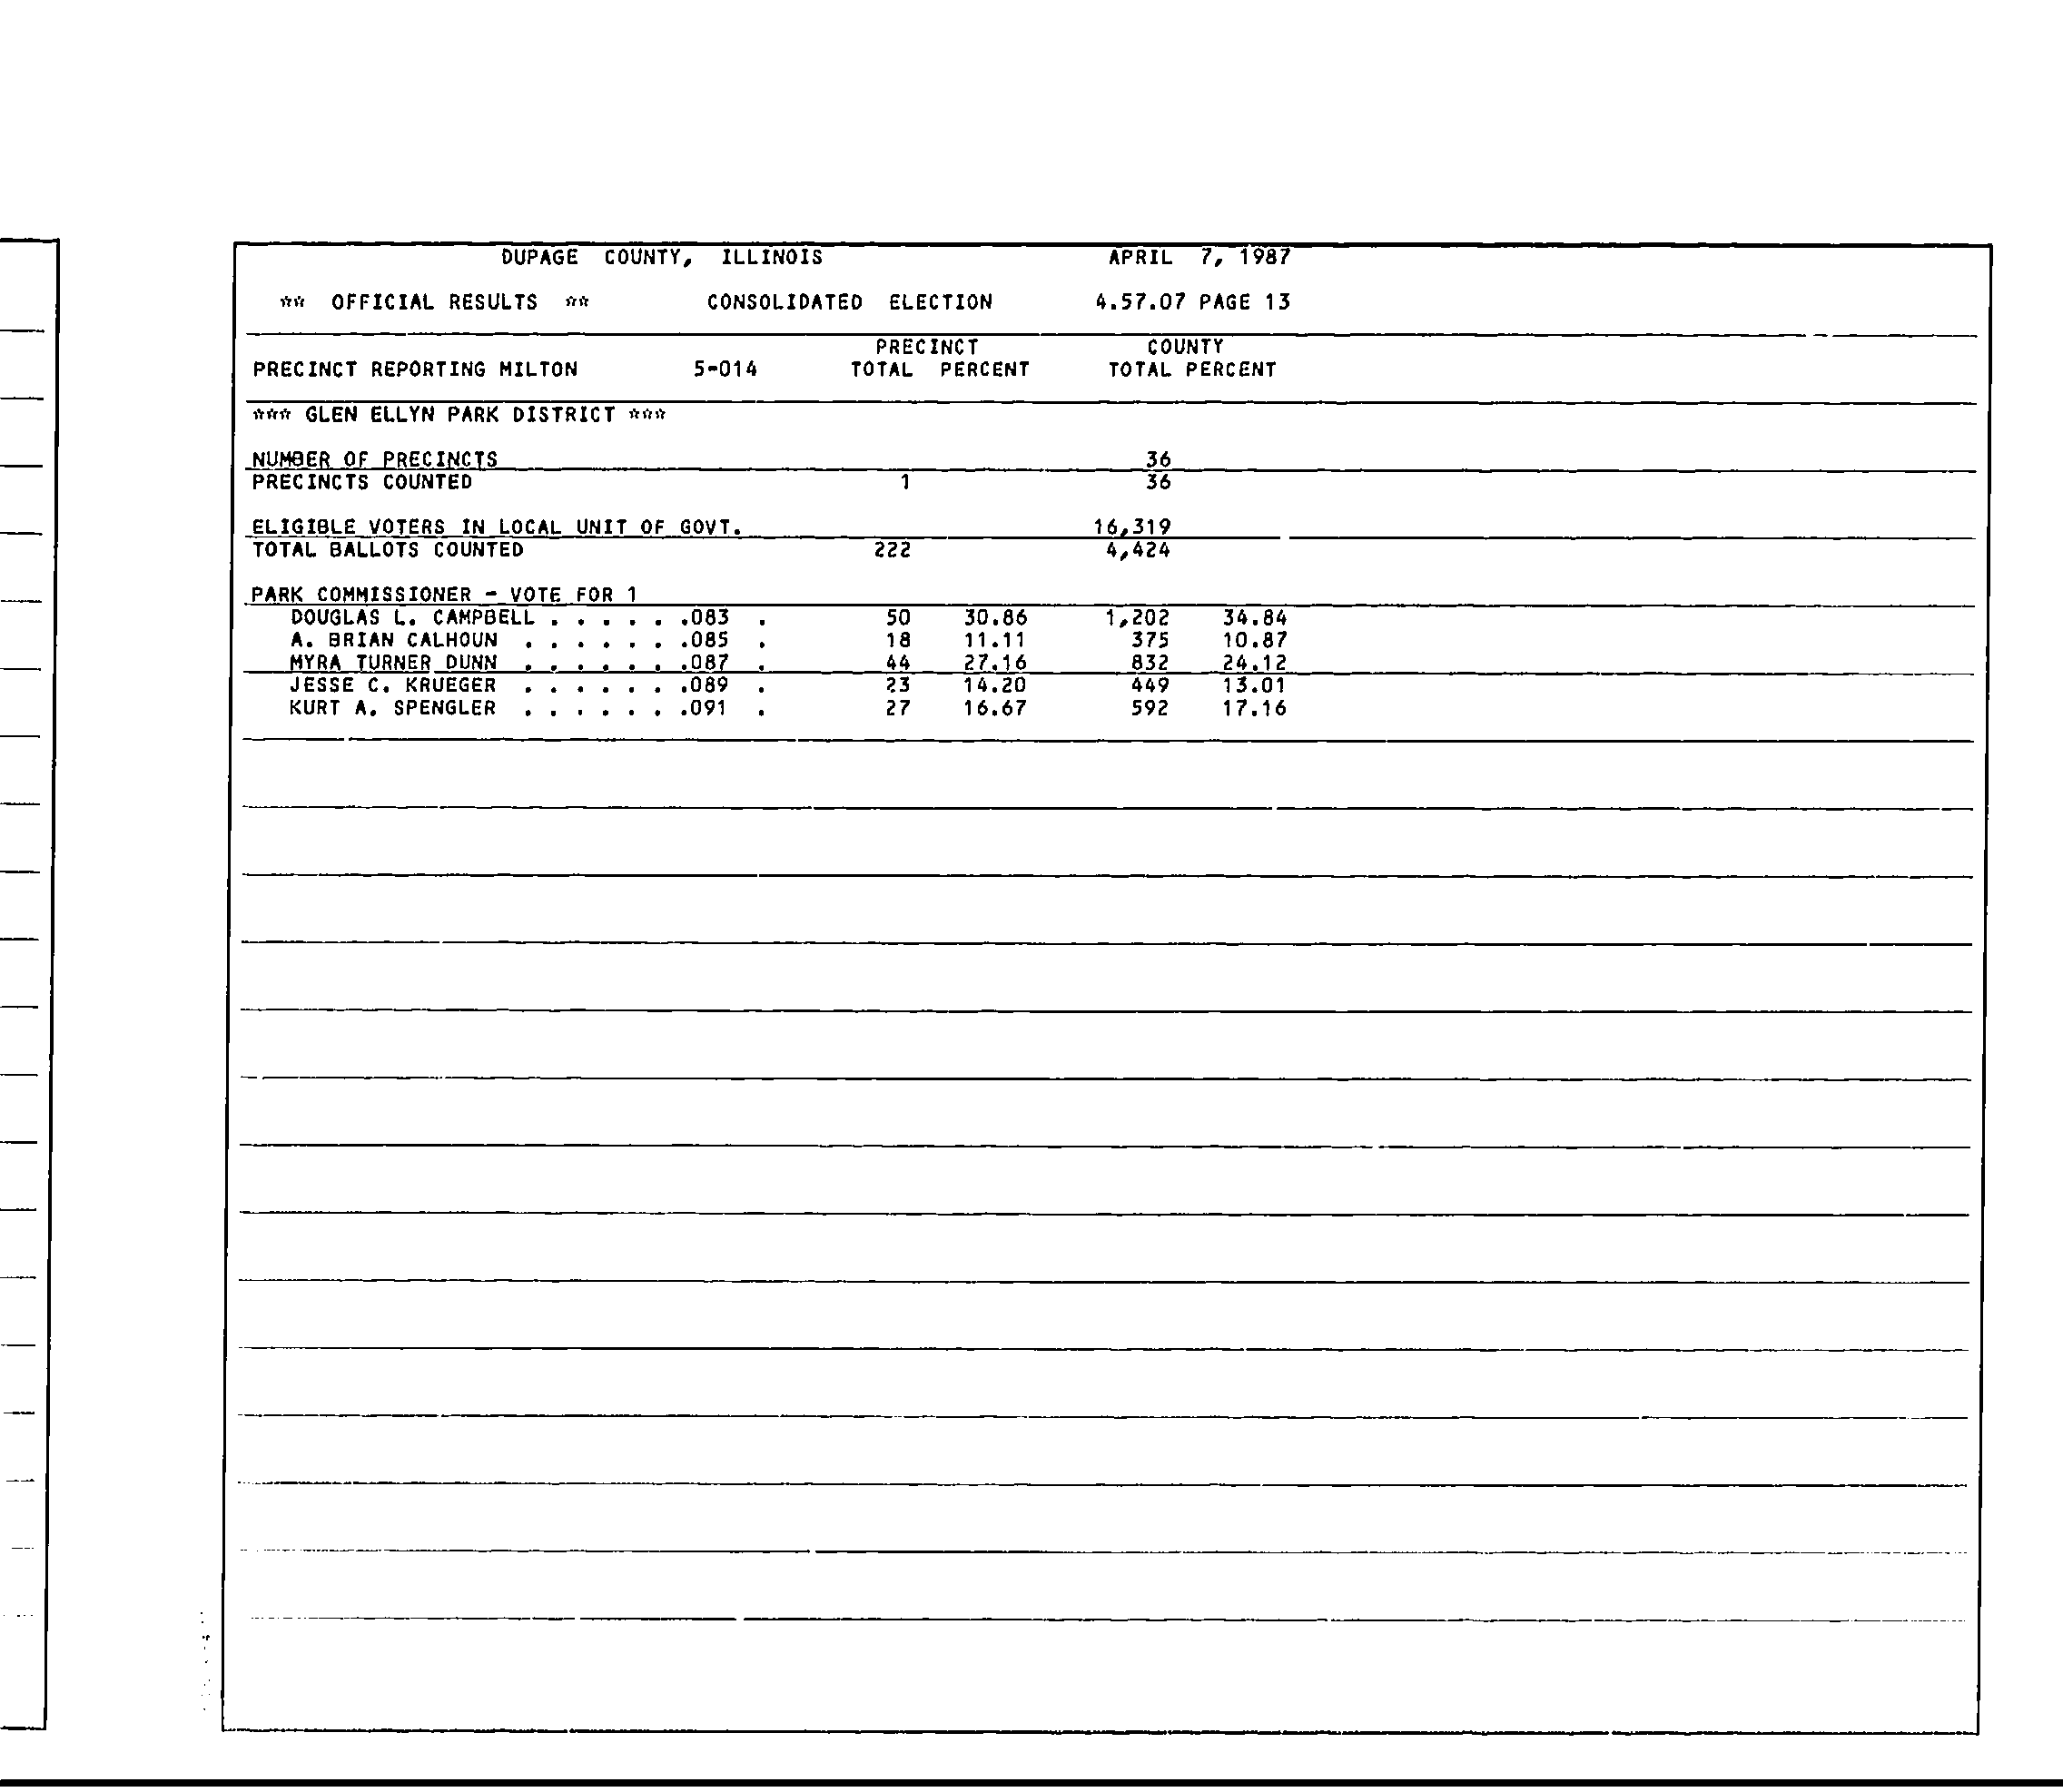 DUPAGE COUNTY, ILLINOIS APRIL 7, 1987
** OFFICIAL RESULTS ** CONSOLIDATED ELECTION 4.57.07 PAGE 13
PRECINCT COUNTY
PRECINCT REPORTING MILTON 5-014 TOTAL PERCENT TOTAL PERCENT
*** GLEN ELLYN PARK DISTRICT ***
NUMBER OF PRECINCTS 36
PRECINCTS COUNTED 1 36
ELIGIBLE VOTERS IN LOCAL UNIT OF GOVT. 16,319
TOTAL BALLOTS COUNTED 222 4,424
PARK COMMISSIONER - VOTE FOR 1
DOUGLAS L. CAMPBELL . . . . . .083 . 50 30.86 1,202 34.84
A. BRIAN CALHOUN . . . . . . .085 . 18 11.11 375 10.87
MYRA TURNER DUNN . . . . . . .087 . 44 27.16 832 24.12
JESSE C. KRUEGER . . . . . . .089 . 23 14.20 449 13.01
KURT A. SPENGLER . . . . . . .091 . 27 16.67 592 17.16